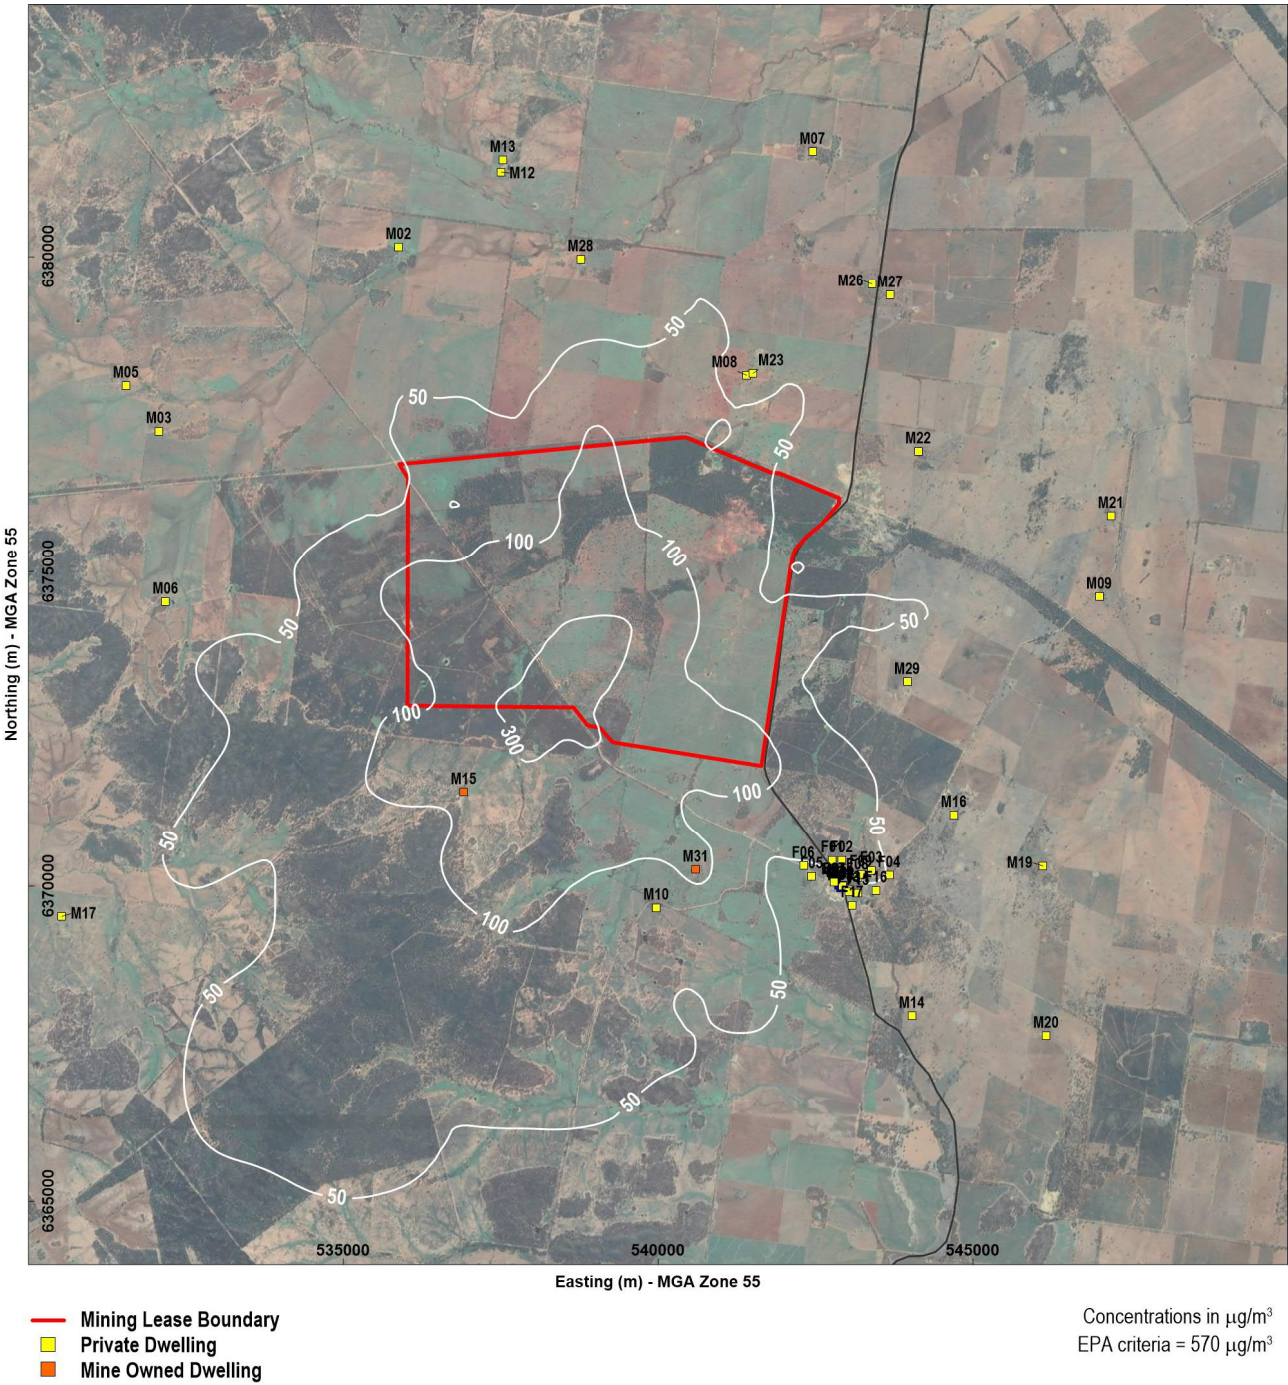 M13
M12
M07
M02
M28
M26 M27
50
M08 M23
M05
50
M03
50
M22
M21
100
100
M06
M09
50
50
M29
300
100
M15
100
M16
50
50
F06
F02
F03
F04
F05
F16
F17
M31
M19
M10
M17
100
50
50
M14
M20
50
50
6380000
6375000
6370000
6365000
Northing (m) - MGA Zone 55
535000 540000 545000
Easting (m) - MGA Zone 55
Mining Lease Boundary
Private Dwelling
Mine Owned Dwelling
Concentrations in µg/m³
EPA criteria = 570 µg/m³